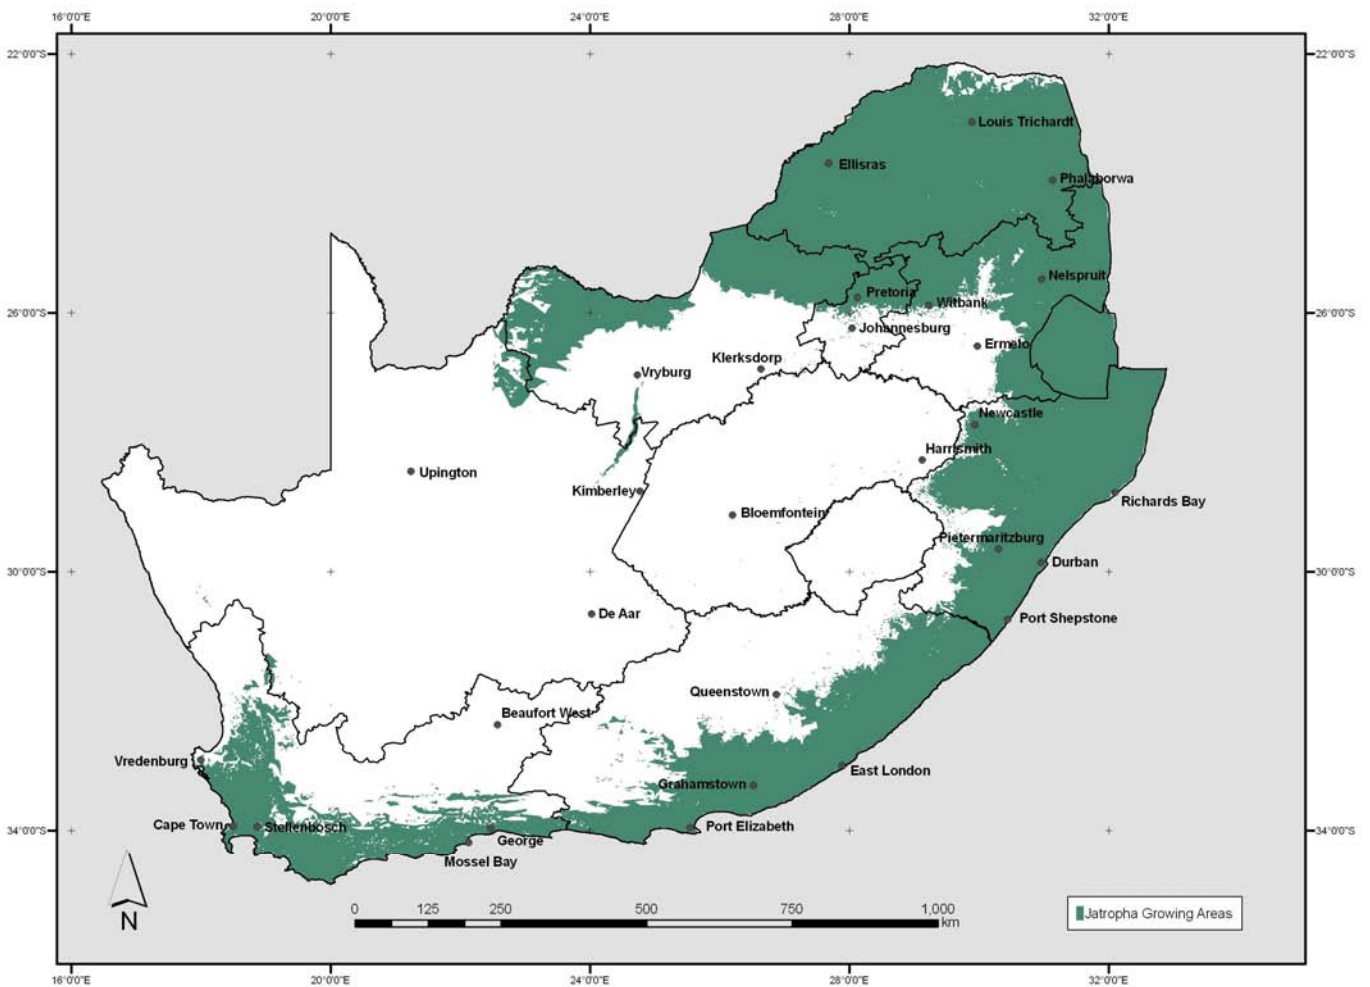 16°0'0"E
20°0'0"E
24°0'0"E
28°0'0"E
32°0'0"E
22°0'0"S
22°0'0"S
Louis Trichardt
Ellisras
Phalaborwa
Nelspruit
Pretoria
Witbank
26°0'0"S
26°0'0"S
Johannesburg
Ermelo
Klerksdorp
Vryburg
Newcastle
Harrismith
Upington
Kimberley
Richards Bay
Bloemfontein
Pietermaritzburg
Durban
30°0'0"S
30°0'0"S
De Aar
Port Shepstone
Queenstown
Beaufort West
Vredenburg
East London
Grahamstown
Cape Town
Stellenbosch
Port Elizabeth
34°0'0"S
34°0'0"S
George
Mossel Bay
N
0 125 250 500 750 1,000
km
Jatropha Growing Areas
16°0'0"E
20°0'0"E
24°0'0"E
28°0'0"E
32°0'0"E